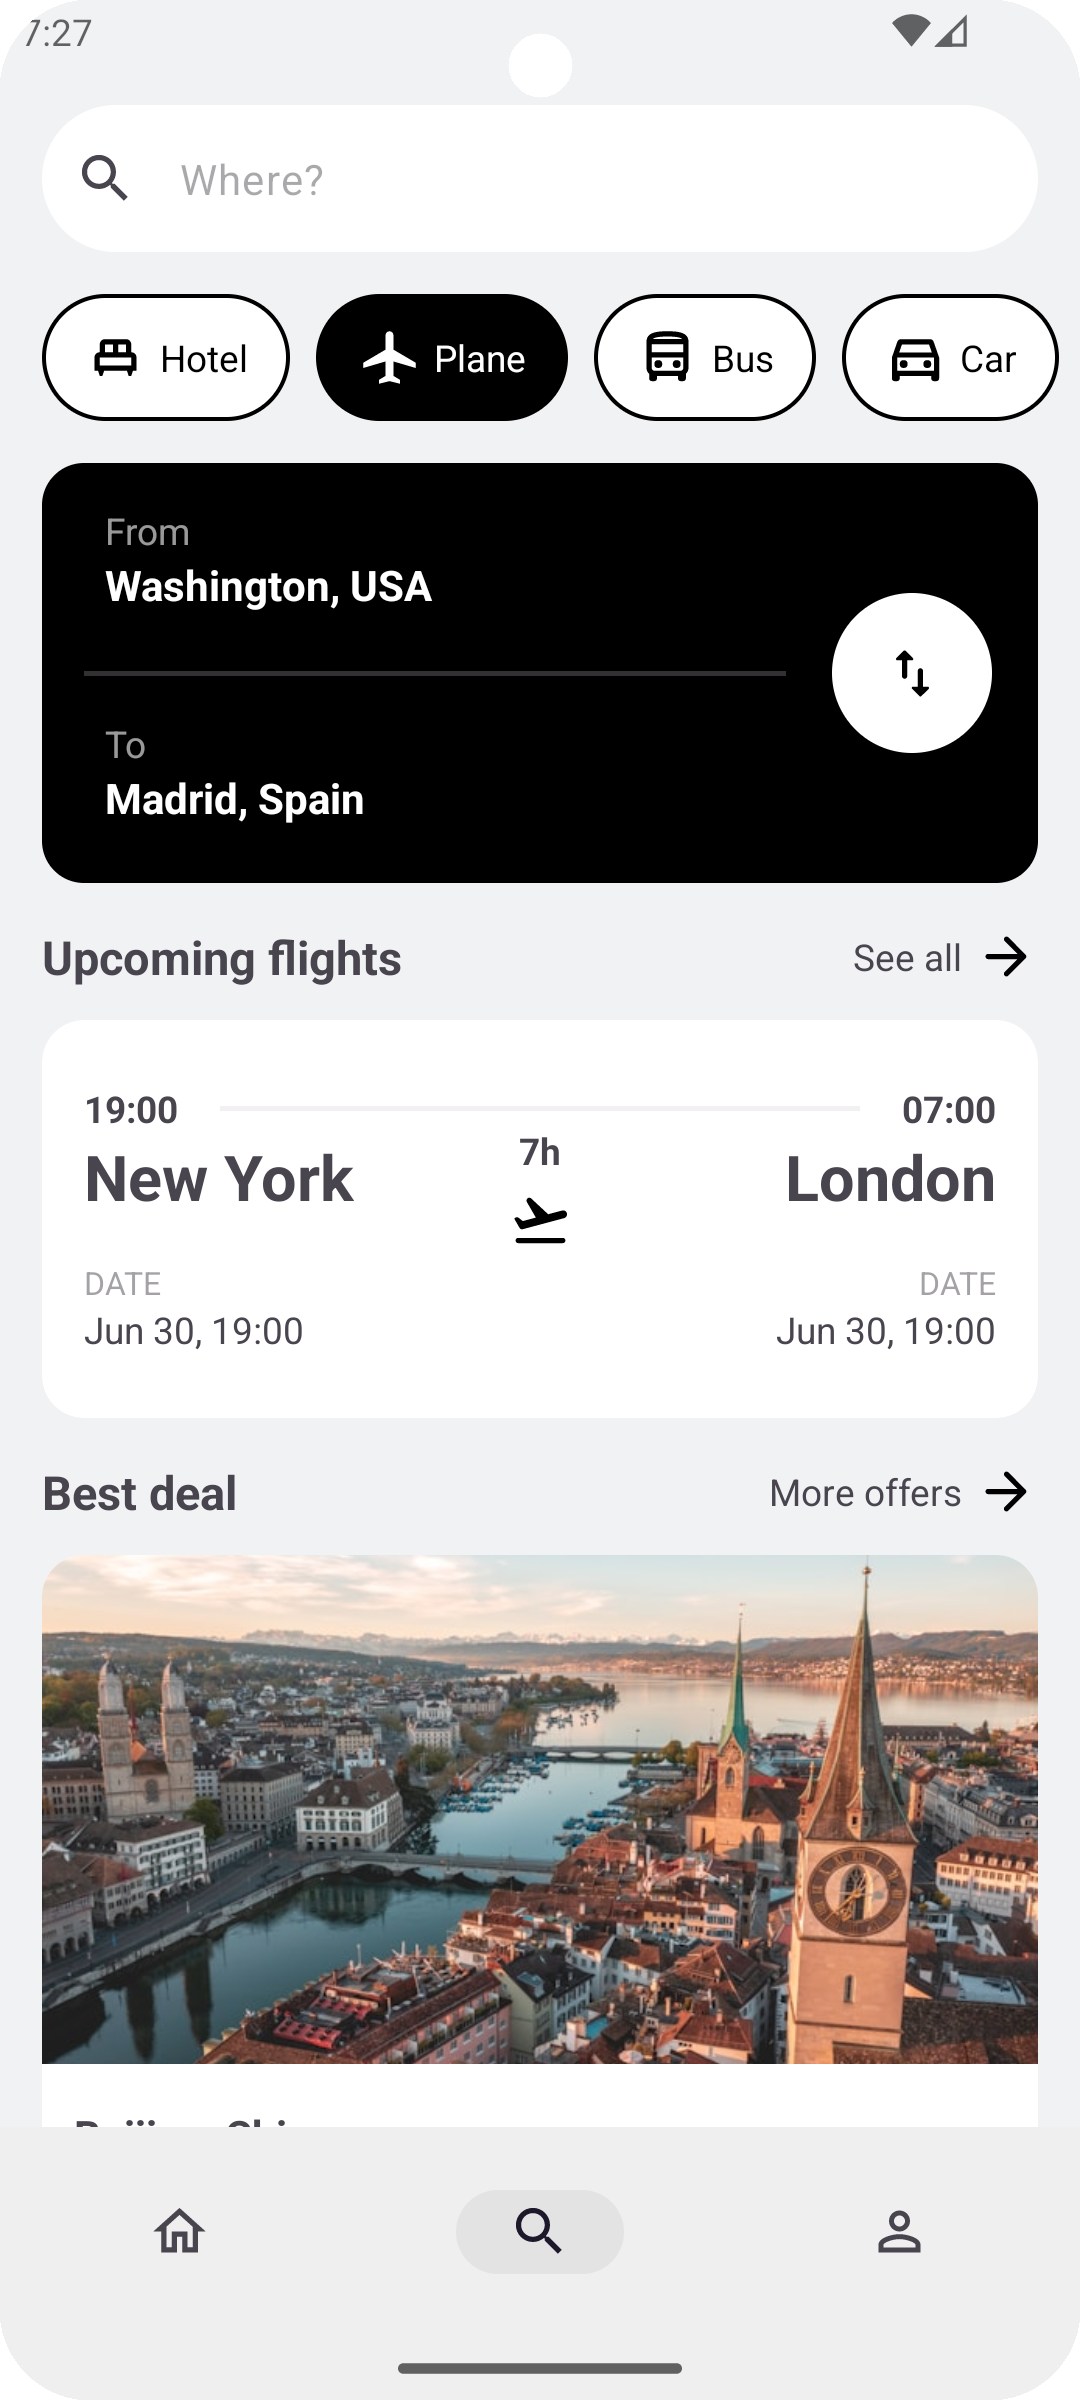 7:27
Where?
Hotel Plane Bus Car
From
Washington, USA
To
Madrid, Spain
Upcoming flights See all
19:00 07:00
7h
New York London
DATE DATE
Jun 30, 19:00 Jun 30, 19:00
Best deal More offers